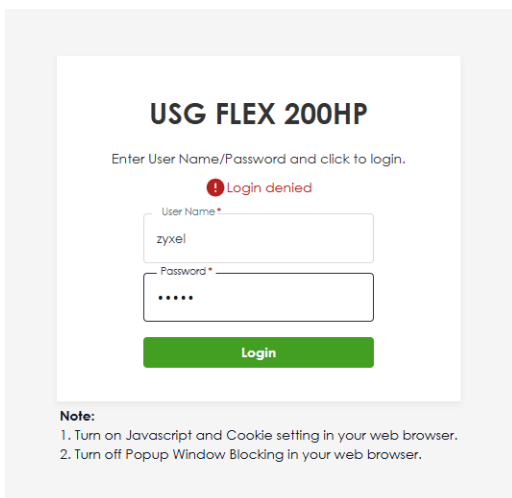 USG FLEX 200HP
Enter User Name/Password and click to login.
Login denied
User Name *
zyxel
Password *
•••••
Login
Note:
1. Turn on Javascript and Cookie setting in your web browser.
2. Turn off Popup Window Blocking in your web browser.